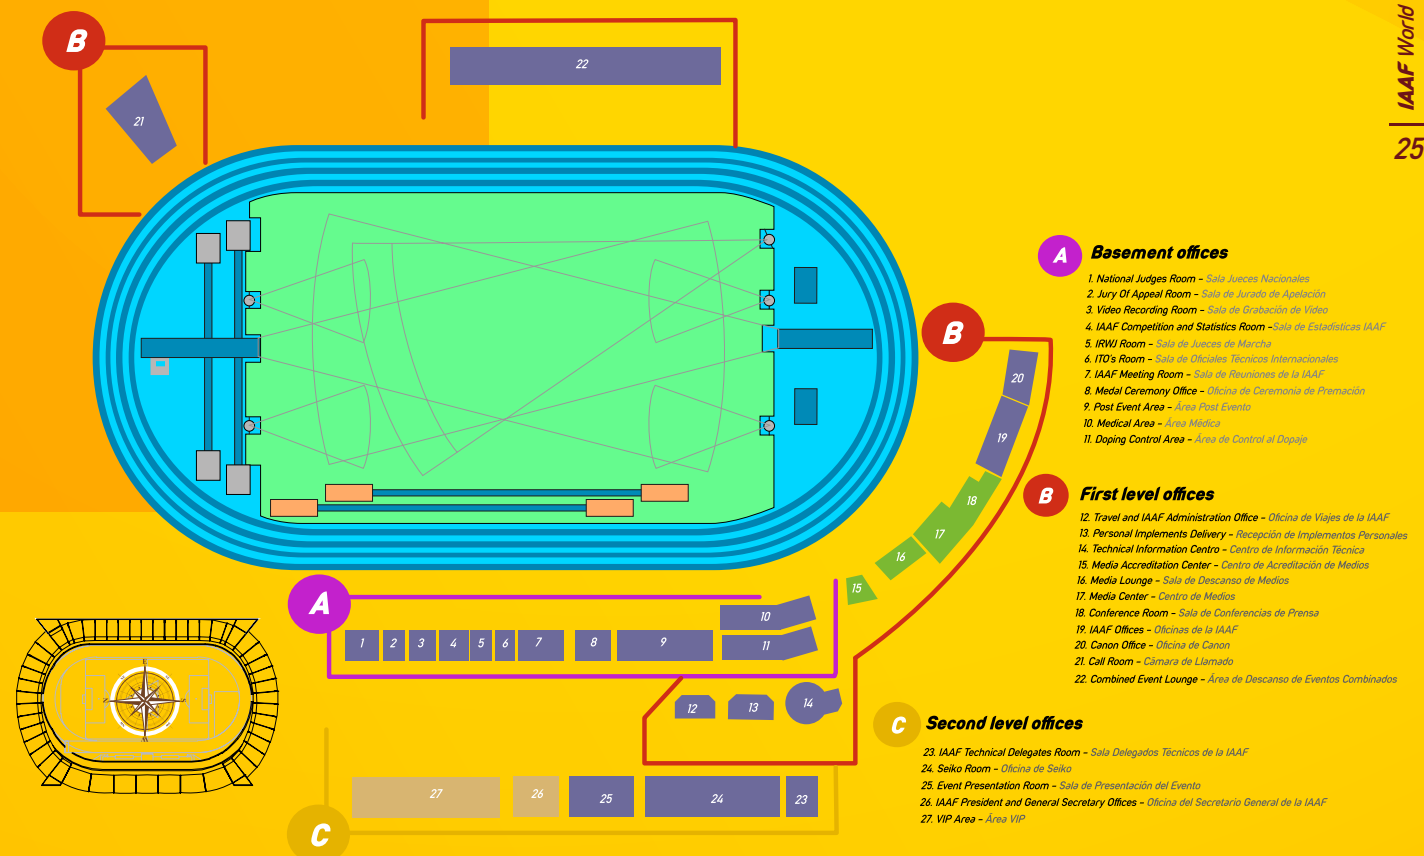 IAAF World
25
B
21
22
A
Basement offices
1. National Judges Room - Sala Jueces Nacionales
2. Jury Of Appeal Room - Sala de Jurado de Apelación
3. Video Recording Room - Sala de Grabación de Video
4. IAAF Competition and Statistics Room -Sala de Estadísticas IAAF
5. IRWJ Room - Sala de Jueces de Marcha
6. ITO's Room - Sala de Oficiales Técnicos Internacionales
7. IAAF Meeting Room - Sala de Reuniones de la IAAF
8. Medal Ceremony Office - Oficina de Ceremonia de Premación
9. Post Event Area - Área Post Evento
10. Medical Area - Área Médica
11. Doping Control Area - Área de Control al Dopaje
B
20
19
18
17
16
15
B
First level offices
12. Travel and IAAF Administration Office - Oficina de Viajes de la IAAF
13. Personal Implements Delivery - Recepción de Implementos Personales
14. Technical Information Centro - Centro de Información Técnica
15. Media Accreditation Center - Centro de Acreditación de Medios
16. Media Lounge - Sala de Descanso de Medios
17. Media Center - Centro de Medios
18. Conference Room - Sala de Conferencias de Prensa
19. IAAF Offices - Oficinas de la IAAF
20. Canon Office - Oficina de Canon
21. Call Room - Cámara de Llamado
22. Combined Event Lounge - Área de Descanso de Eventos Combinados
A
1 2 3 4 5 6 7 8 9
10
11
12 13 14
E
C
Second level offices
23. IAAF Technical Delegates Room - Sala Delegados Técnicos de la IAAF
24. Seiko Room - Oficina de Seiko
25. Event Presentation Room - Sala de Presentación del Evento
26. IAAF President and General Secretary Offices - Oficina del Secretario General de la IAAF
27. VIP Area - Área VIP
27 26 25 24 23
C